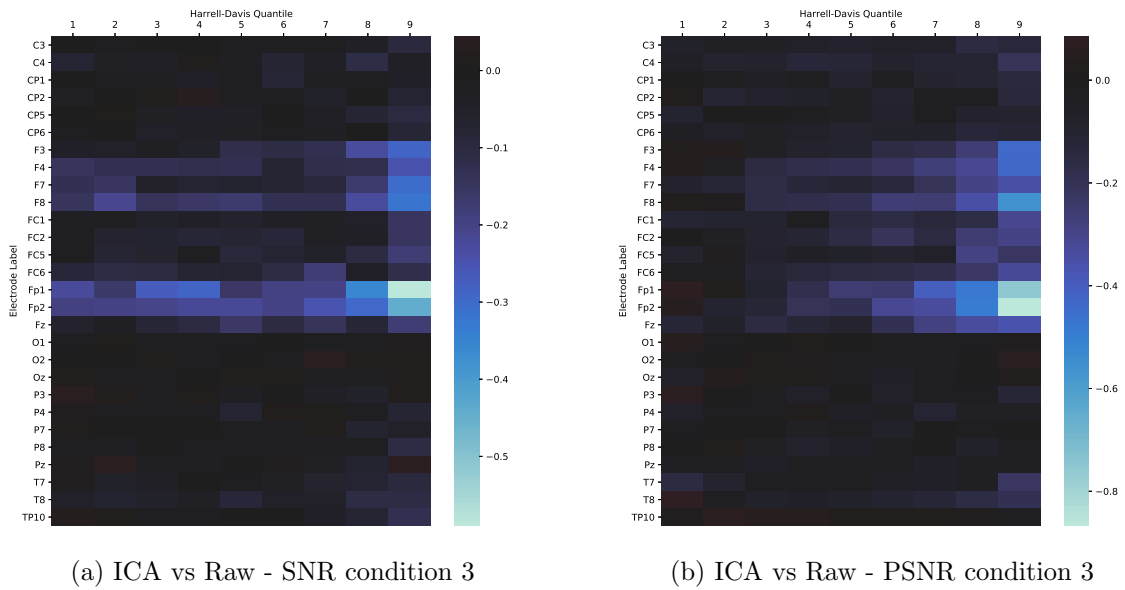 Harrell-Davis Quantile
1 2 3 4 5 6 7 8 9
Electrode Label
C3
C4
CP1
CP2
CP5
CP6
F3
F4
F7
F8
FC1
FC2
FC5
FC6
Fp1
Fp2
Fz
O1
O2
Oz
P3
P4
P7
P8
Pz
T7
T8
TP10
0.0
−0.1
−0.2
−0.3
−0.4
−0.5
(a) ICA vs Raw - SNR condition 3
Harrell-Davis Quantile
1 2 3 4 5 6 7 8 9
Electrode Label
C3
C4
CP1
CP2
CP5
CP6
F3
F4
F7
F8
FC1
FC2
FC5
FC6
Fp1
Fp2
Fz
O1
O2
Oz
P3
P4
P7
P8
Pz
T7
T8
TP10
0.0
−0.2
−0.4
−0.6
−0.8
(b) ICA vs Raw - PSNR condition 3